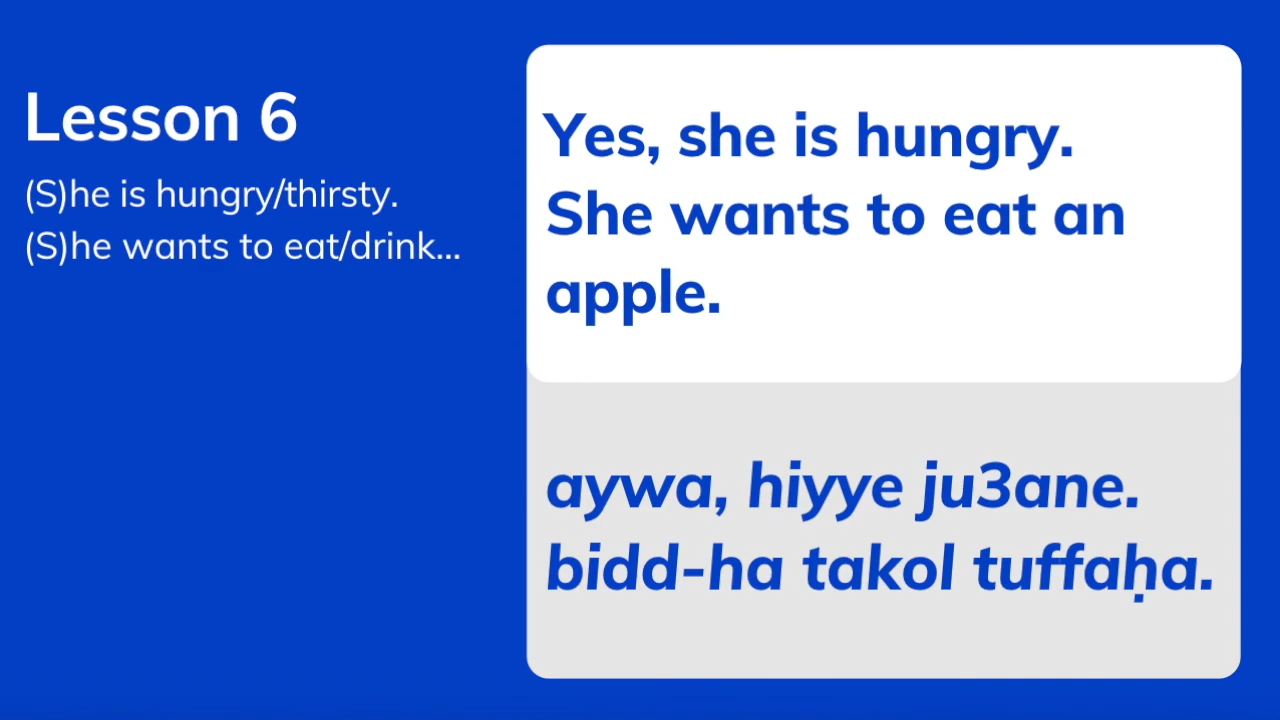 Lesson 6
(S)he is hungry/thirsty.
(S)he wants to eat/drink...
Yes, she is hungry.
She wants to eat an
apple.
aywa, hiyye ju3ane.
bidd-ha takol tuffaḥa.